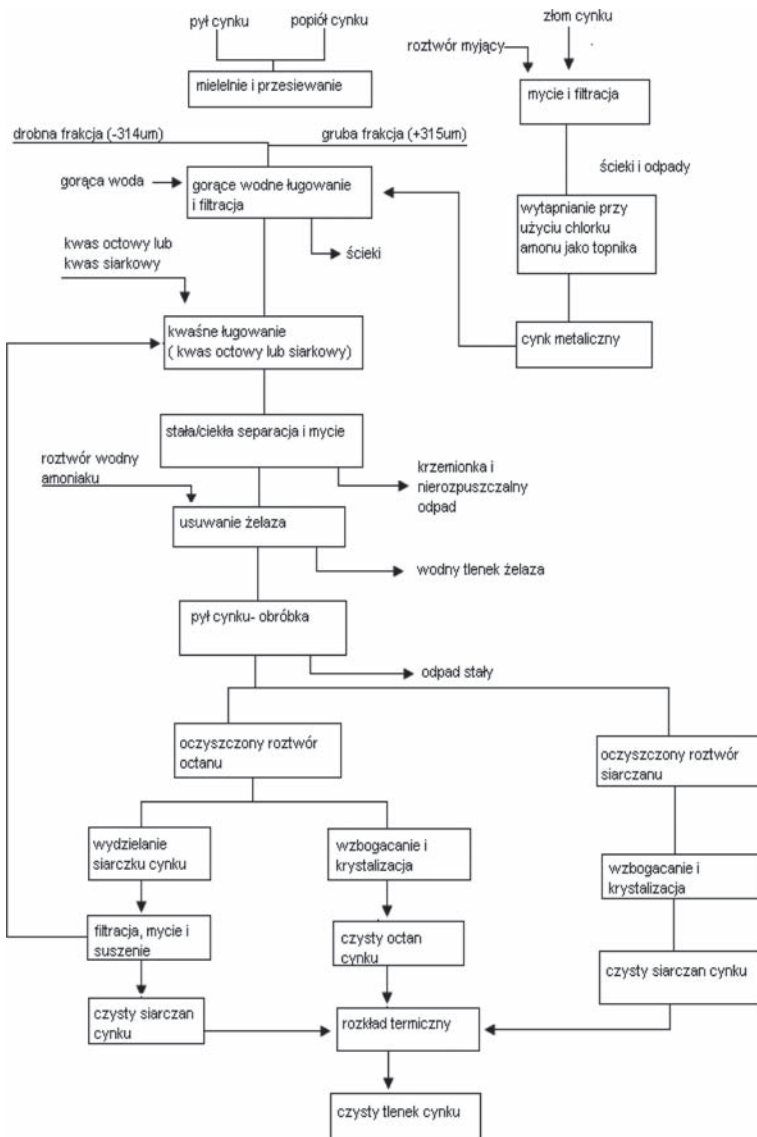 pył cynku
popiół cynku
złom cynku
roztwór myjący
mielelnie i przesiewanie
mycie i filtracja
drobna frakcja (-314um)
gruba frakcja (+315um)
ścieki i odpady
gorąca woda
gorące wodne ługowanie
i filtracja
wytapnianie przy
użyciu chlorku
amonu jako topnika
ścieki
kwas octowy lub
kwas siarkowy
kwaśne ługowanie
( kwas octowy lub siarkowy)
cynk metaliczny
stała/ciekła separacja i mycie
roztwór wodny
amoniaku
krzemionka i
nierozpuszczalny
odpad
usuwanie żelaza
wodny tlenek żelaza
pył cynku- obróbka
odpad stały
oczyszczony roztwór
octanu
oczyszczony roztwór
siarczanu
wydzielanie
siarczku cynku
wzbogacanie i
krystalizacja
wzbogacanie i
krystalizacja
filtracja, mycie i
suszenie
czysty octan
cynku
czysty siarczan cynku
czysty siarczan
cynku
rozkład termiczny
czysty tlenek cynku